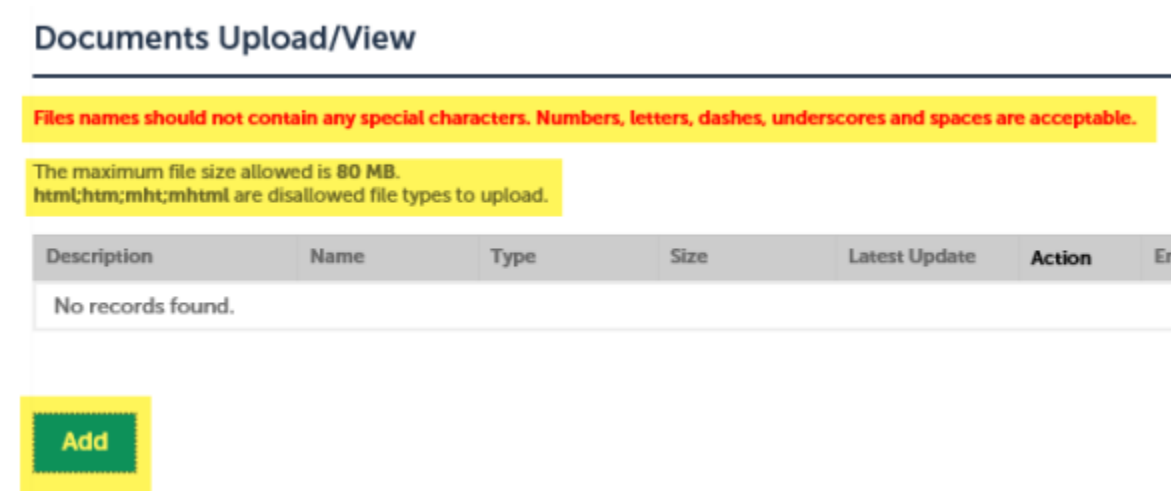 Documents Upload/View
Files names should not contain any special characters. Numbers, letters, dashes, underscores and spaces are acceptable.
The maximum file size allowed is 80 MB.
html;htm;mht;mhtml are disallowed file types to upload.
Description Name Type Size Latest Update Action
No records found.
Add